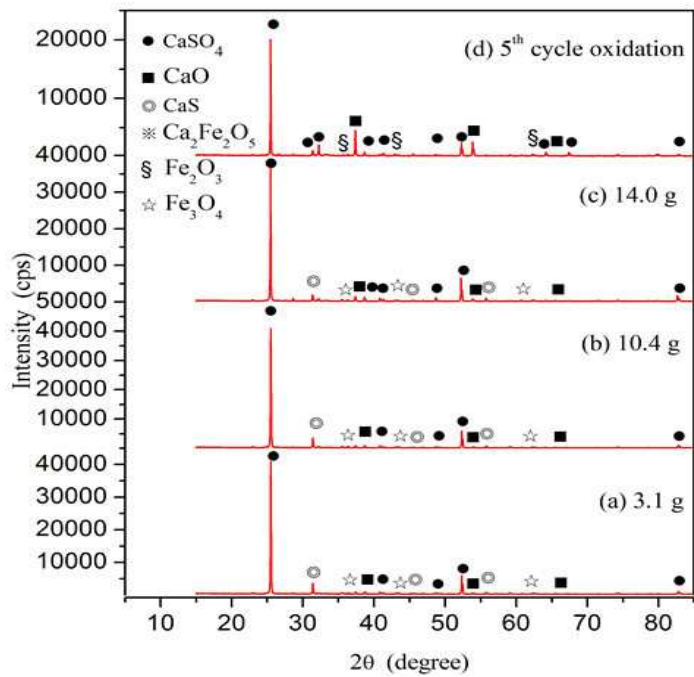 20000
10000
40000
30000
20000
10000
50000
40000
30000
20000
10000
40000
30000
20000
10000
Intensity (cps)
● CaSO₄
■ CaO
◎ CaS
※ Ca₂Fe₂O₅
§ Fe₂O₃
☆ Fe₃O₄
(d) 5ᵗʰ cycle oxidation
§ § §
(c) 14.0 g
(b) 10.4 g
(a) 3.1 g
10 20 30 40 50 60 70 80
2θ (degree)